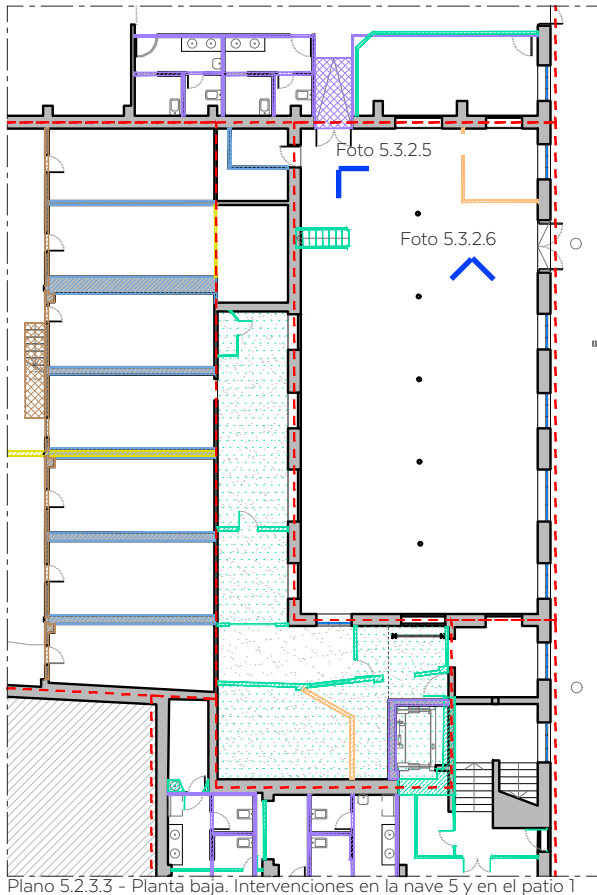 Foto 5.3.2.5
Foto 5.3.2.6
Plano 5.2.3.3 - Planta baja. Intervenciones en la nave 5 y en el patio 1